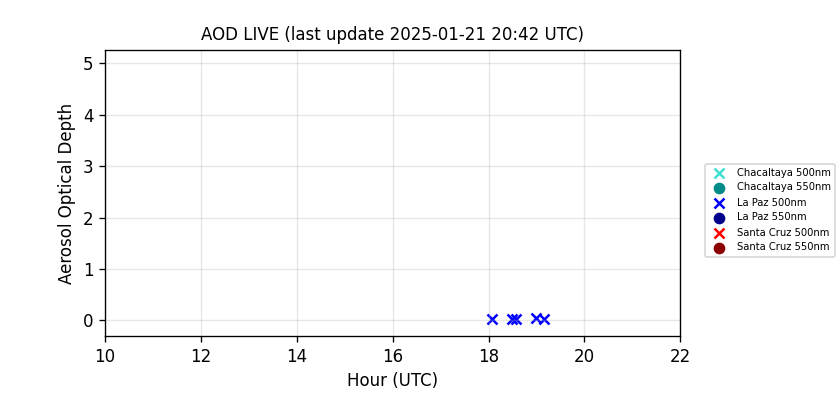 AOD LIVE (last update 2025-01-21 20:42 UTC)
Aerosol Optical Depth
5
4
3
2
1
0
10 12 14 16 18 20 22
Hour (UTC)
Chacaltaya 500nm
Chacaltaya 550nm
La Paz 500nm
La Paz 550nm
Santa Cruz 500nm
Santa Cruz 550nm